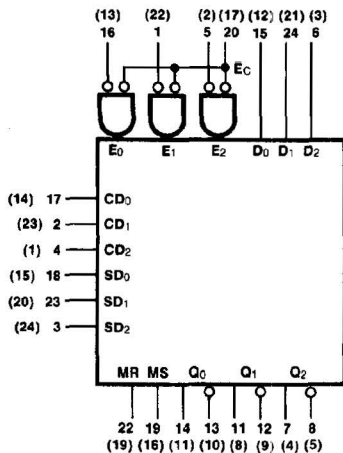 (13) (22) (2) (17) (12) (21) (3)
16 1 5 20 15 24 6
E̅C
E0 E1 E2 D0 D1 D2
(14) 17 CD0
(23) 2 CD1
(1) 4 CD2
(15) 18 SD0
(20) 23 SD1
(24) 3 SD2
MR MS Q0 Q1 Q2
22 19 14 13 11 12 7 8
(19) (16) (11) (10) (8) (9) (4) (5)